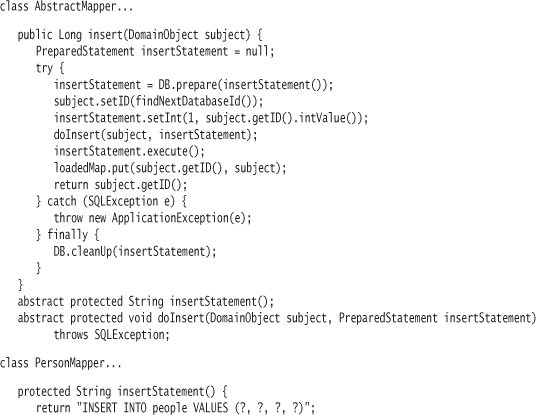 class AbstractMapper...
public Long insert(DomainObject subject) {
PreparedStatement insertStatement = null;
try {
insertStatement = DB.prepare(insertStatement());
subject.setID(findNextDatabaseId());
insertStatement.setInt(1, subject.getID().intValue());
doInsert(subject, insertStatement);
insertStatement.execute();
loadedMap.put(subject.getID(), subject);
return subject.getID();
} catch (SQLException e) {
throw new ApplicationException(e);
} finally {
DB.cleanUp(insertStatement);
}
}
abstract protected String insertStatement();
abstract protected void doInsert(DomainObject subject, PreparedStatement insertStatement)
throws SQLException;
class PersonMapper...
protected String insertStatement() {
return "INSERT INTO people VALUES (?, ?, ?, ?)";